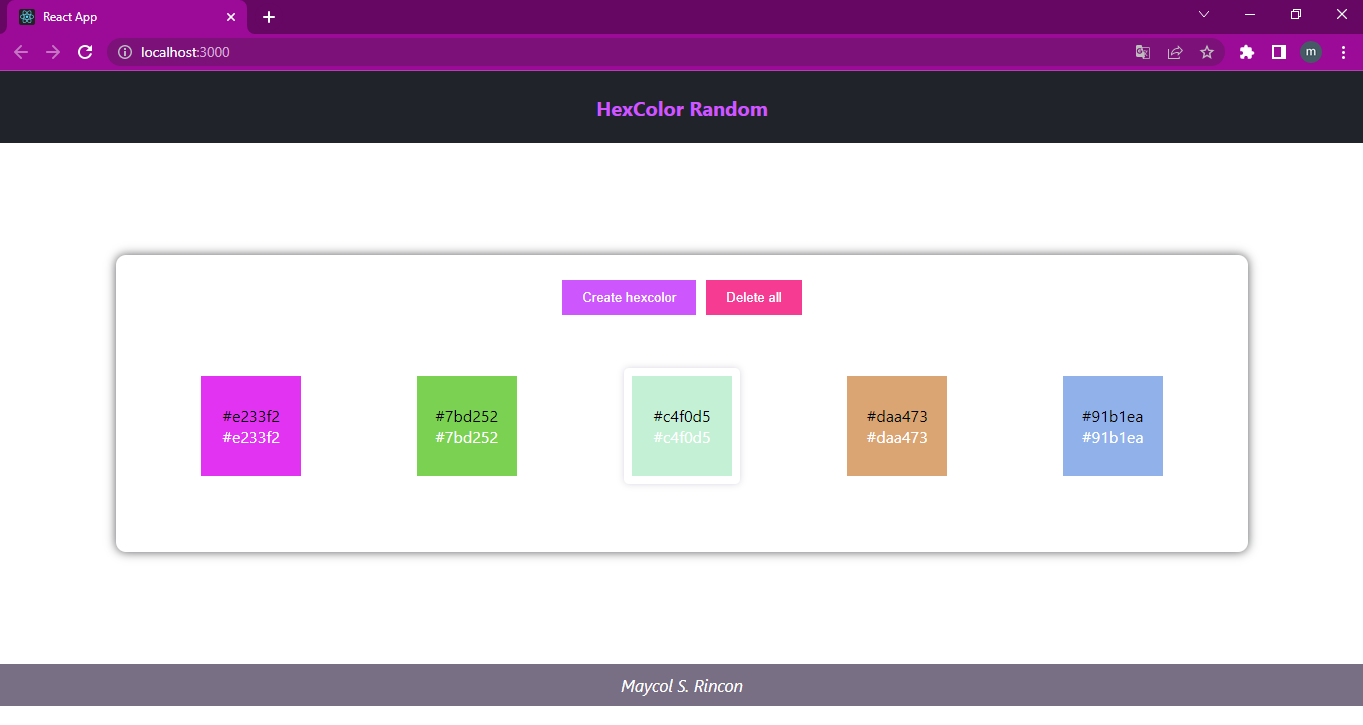 React App
localhost:3000
m
HexColor Random
Create hexcolor Delete all
#e233f2 #7bd252 #c4f0d5 #daa473 #91b1ea
#e233f2 #7bd252 #c4f0d5 #daa473 #91b1ea
Maycol S. Rincon